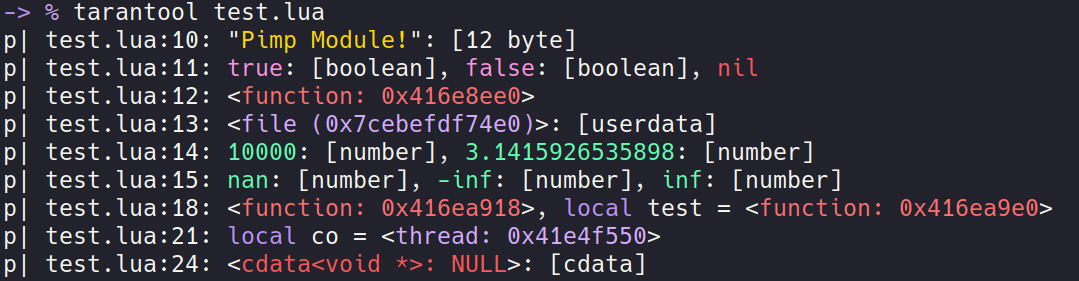 -> % tarantool test.lua
p| test.lua:10: "Pimp Module!": [12 byte]
p| test.lua:11: true: [boolean], false: [boolean], nil
p| test.lua:12: <function: 0x416e8ee0>
p| test.lua:13: <file (0x7cebefdf74e0)>: [userdata]
p| test.lua:14: 10000: [number], 3.1415926535898: [number]
p| test.lua:15: nan: [number], -inf: [number], inf: [number]
p| test.lua:18: <function: 0x416ea918>, local test = <function: 0x416ea9e0>
p| test.lua:21: local co = <thread: 0x41e4f550>
p| test.lua:24: <cdata<void *>: NULL>: [cdata]